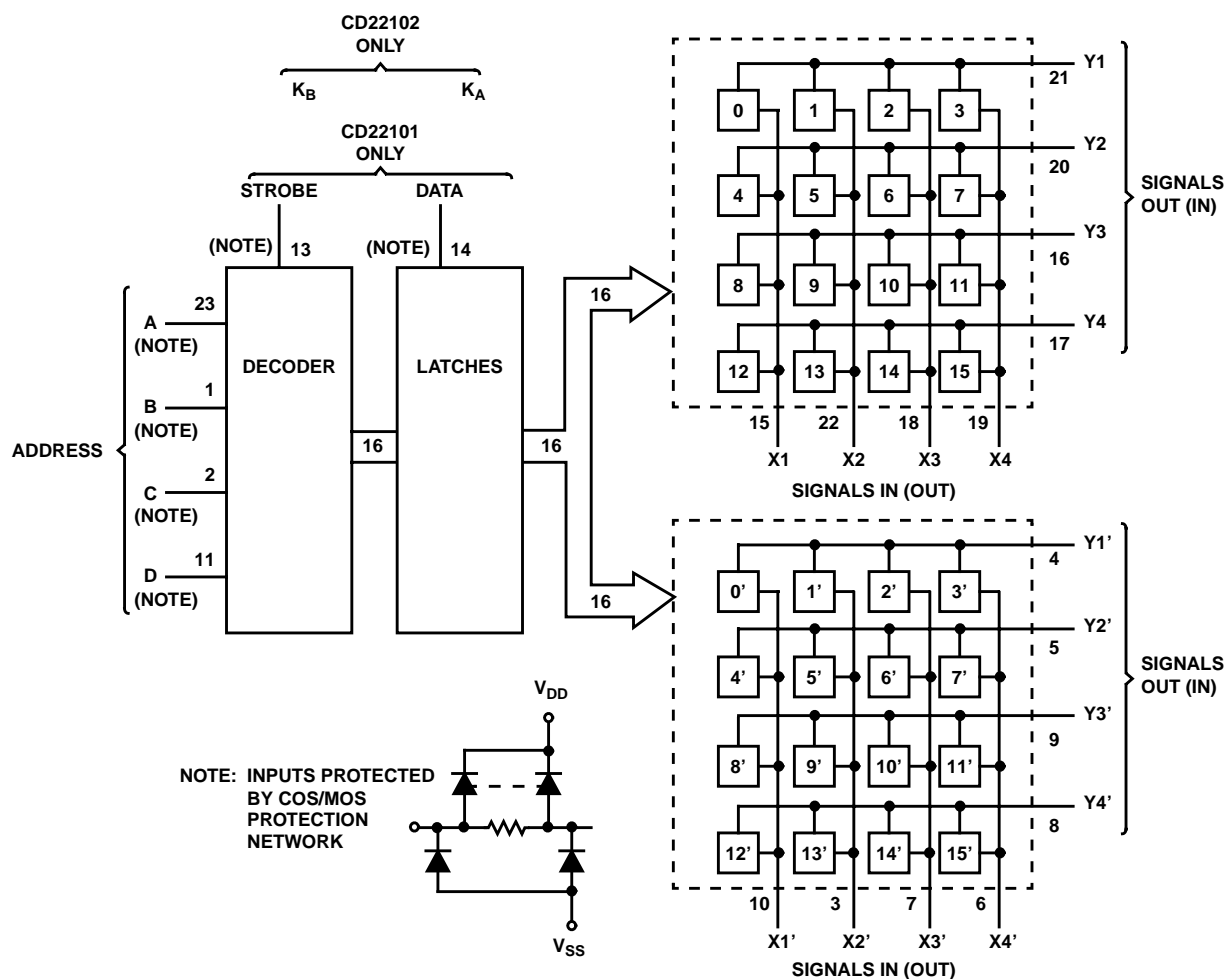 CD22102
ONLY
KB KA
CD22101
ONLY
STROBE DATA
(NOTE) 13 (NOTE) 14
ADDRESS
23
A
(NOTE)
1
B
(NOTE)
2
C
(NOTE)
11
D
(NOTE)
DECODER
16
LATCHES
16
16
16
0 1 2 3
Y1
21
4 5 6 7
Y2
20
8 9 10 11
Y3
16
12 13 14 15
Y4
17
SIGNALS
OUT (IN)
15 22 18 19
X1 X2 X3 X4
SIGNALS IN (OUT)
0’ 1’ 2’ 3’
Y1’
4
4’ 5’ 6’ 7’
Y2’
5
8’ 9’ 10’ 11’
Y3’
9
12’ 13’ 14’ 15’
Y4’
8
SIGNALS
OUT (IN)
10 3 7 6
X1’ X2’ X3’ X4’
SIGNALS IN (OUT)
VDD
NOTE: INPUTS PROTECTED
BY COS/MOS
PROTECTION
NETWORK
VSS